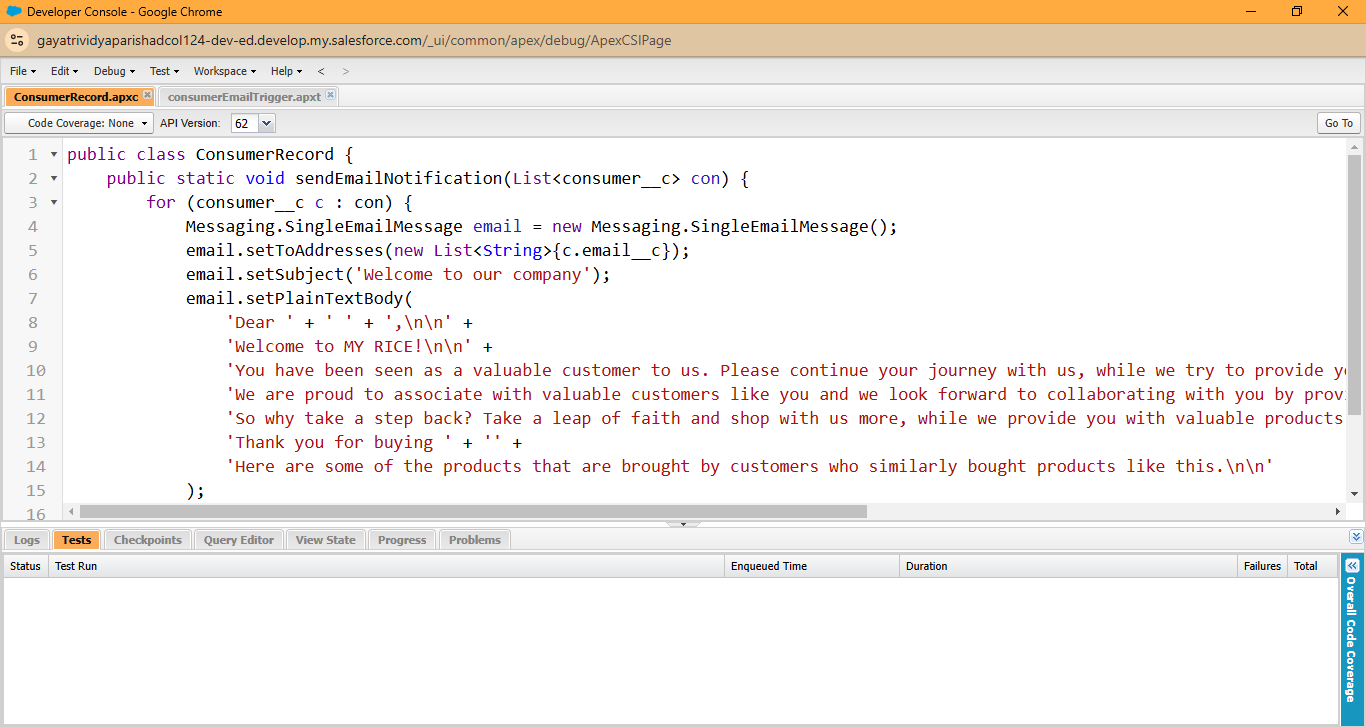 Developer Console - Google Chrome
gayatrividyaparishadcol124-dev-ed.develop.my.salesforce.com/_ui/common/apex/debug/ApexCSIPage
File Edit Debug Test Workspace Help < >
ConsumerRecord.apxc consumerEmailTrigger.apxt
Code Coverage: None API Version: 62 Go To
1 public class ConsumerRecord {
2 public static void sendEmailNotification(List<consumer__c> con) {
3 for (consumer__c c : con) {
4 Messaging.SingleEmailMessage email = new Messaging.SingleEmailMessage();
5 email.setToAddresses(new List<String>{c.email__c});
6 email.setSubject('Welcome to our company');
7 email.setPlainTextBody(
8 'Dear ' + ' ' + ',\n\n' +
9 'Welcome to MY RICE!\n\n' +
10 'You have been seen as a valuable customer to us. Please continue your journey with us, while we try to provide
11 'We are proud to associate with valuable customers like you and we look forward to collaborating with you by prov
12 'So why take a step back? Take a leap of faith and shop with us more, while we provide you with valuable products
13 'Thank you for buying ' + '' +
14 'Here are some of the products that are brought by customers who similarly bought products like this.\n\n'
15 );
16
Logs Tests Checkpoints Query Editor View State Progress Problems
Status Test Run Enqueued Time Duration Failures Total
Overall Code Coverage